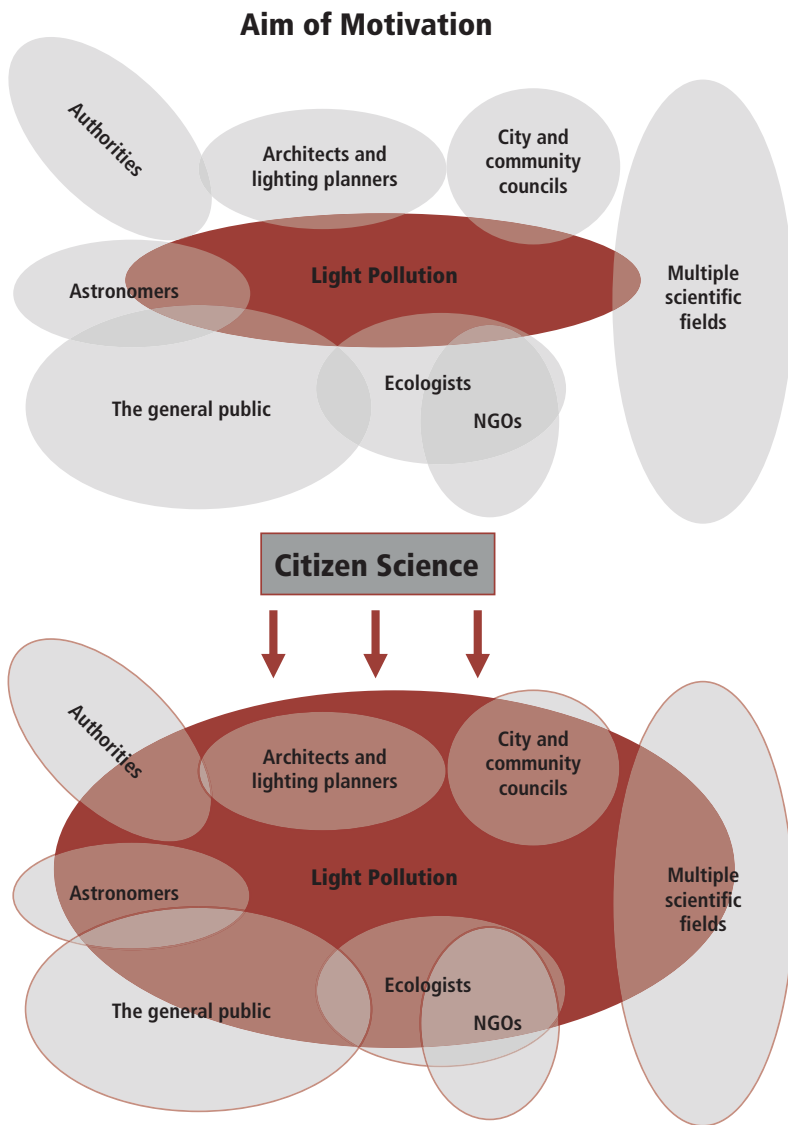 Aim of Motivation
Authorities
Architects and
lighting planners
City and
community
councils
Light Pollution
Astronomers
Multiple
scientific
fields
The general public
Ecologists
NGOs
Citizen Science
Authorities
Architects and
lighting planners
City and
community
councils
Light Pollution
Astronomers
Multiple
scientific
fields
The general public
Ecologists
NGOs